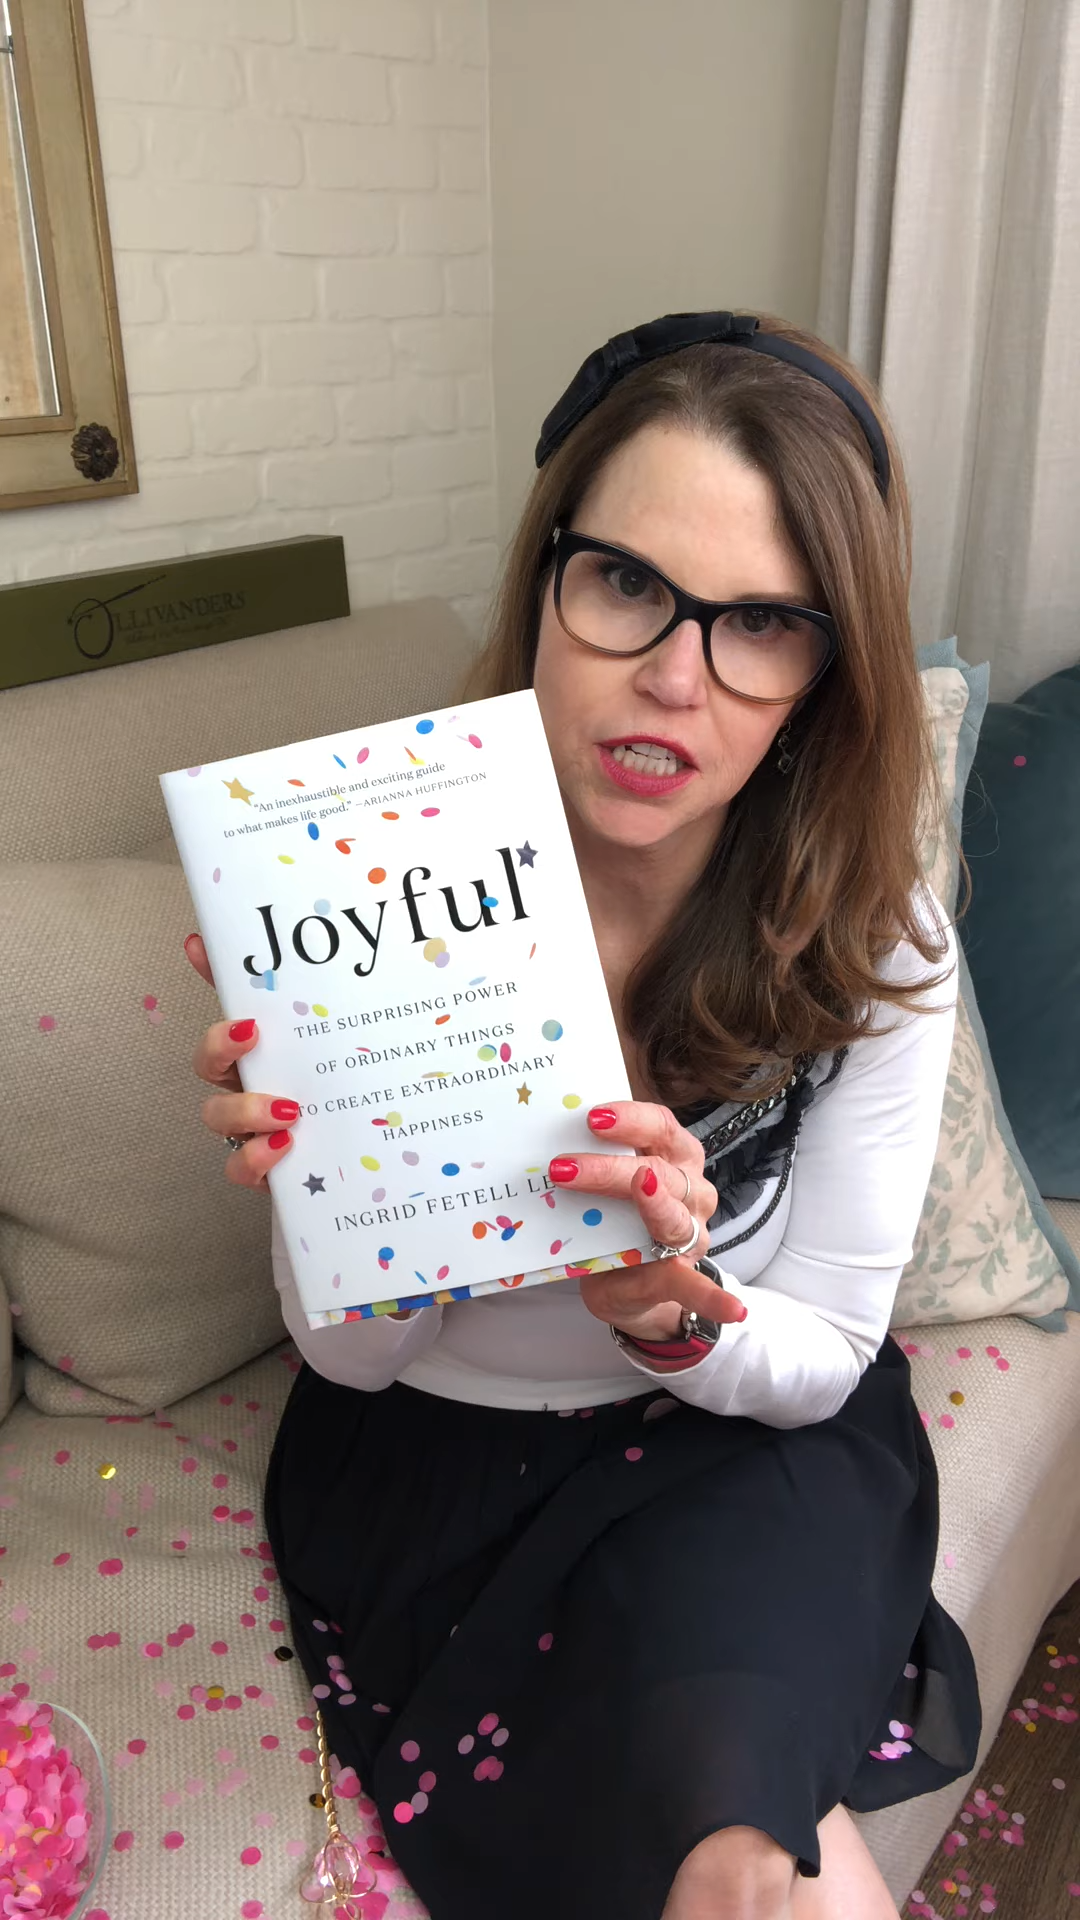 OLLIVANDERS
"An inexhaustible and exciting guide
to what makes life good." —ARIANNA HUFFINGTON
Joyful
THE SURPRISING POWER
OF ORDINARY THINGS
TO CREATE EXTRAORDINARY
HAPPINESS
INGRID FETELL LE